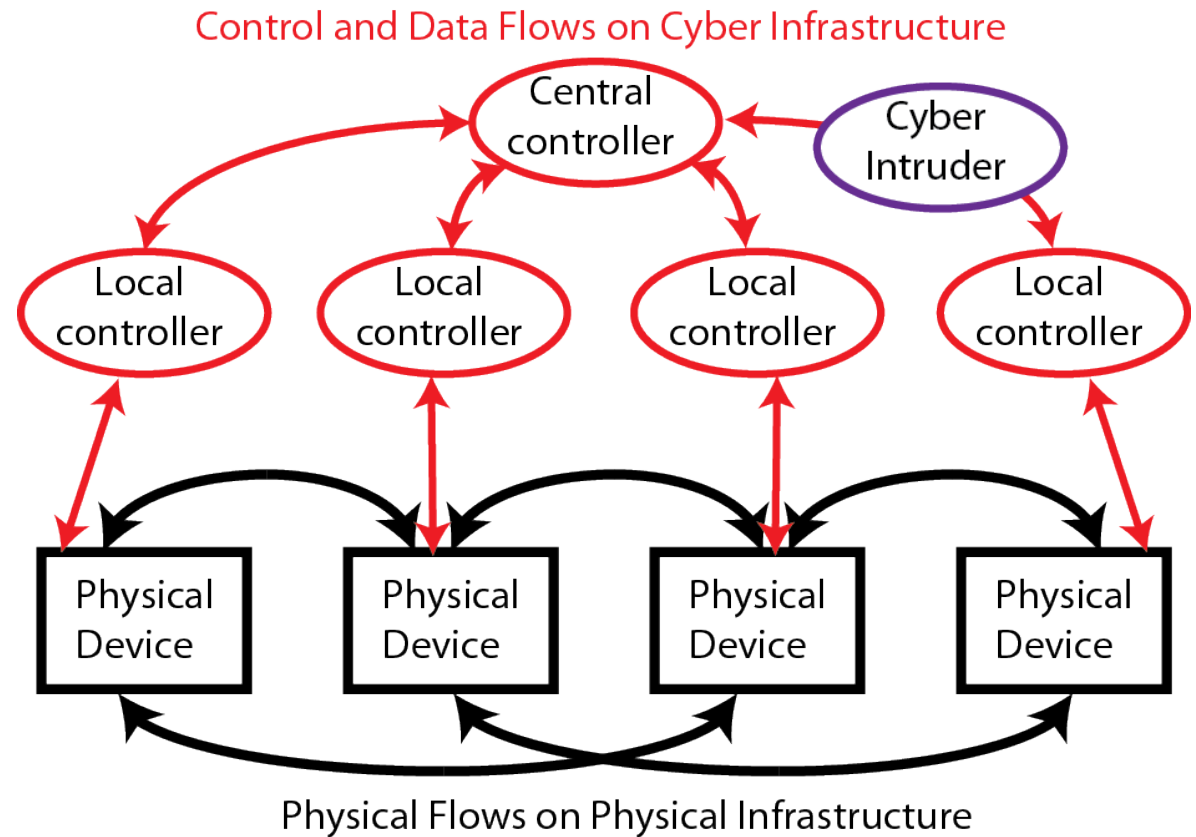 Control and Data Flows on Cyber Infrastructure
Central
controller
Cyber
Intruder
Local
controller
Local
controller
Local
controller
Local
controller
Physical
Device
Physical
Device
Physical
Device
Physical
Device
Physical Flows on Physical Infrastructure